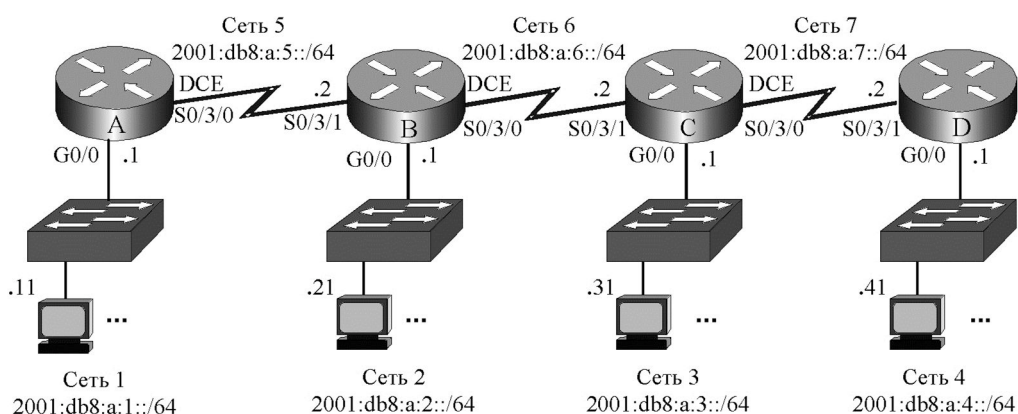 Сеть 5
2001:db8:a:5::/64
Сеть 6
2001:db8:a:6::/64
Сеть 7
2001:db8:a:7::/64
DCE
.2
DCE
.2
DCE
.2
A
S0/3/0
S0/3/1
B
S0/3/0
S0/3/1
C
S0/3/0
S0/3/1
D
G0/0
.1
G0/0
.1
G0/0
.1
G0/0
.1
.11
...
.21
...
.31
...
.41
...
Сеть 1
2001:db8:a:1::/64
Сеть 2
2001:db8:a:2::/64
Сеть 3
2001:db8:a:3::/64
Сеть 4
2001:db8:a:4::/64